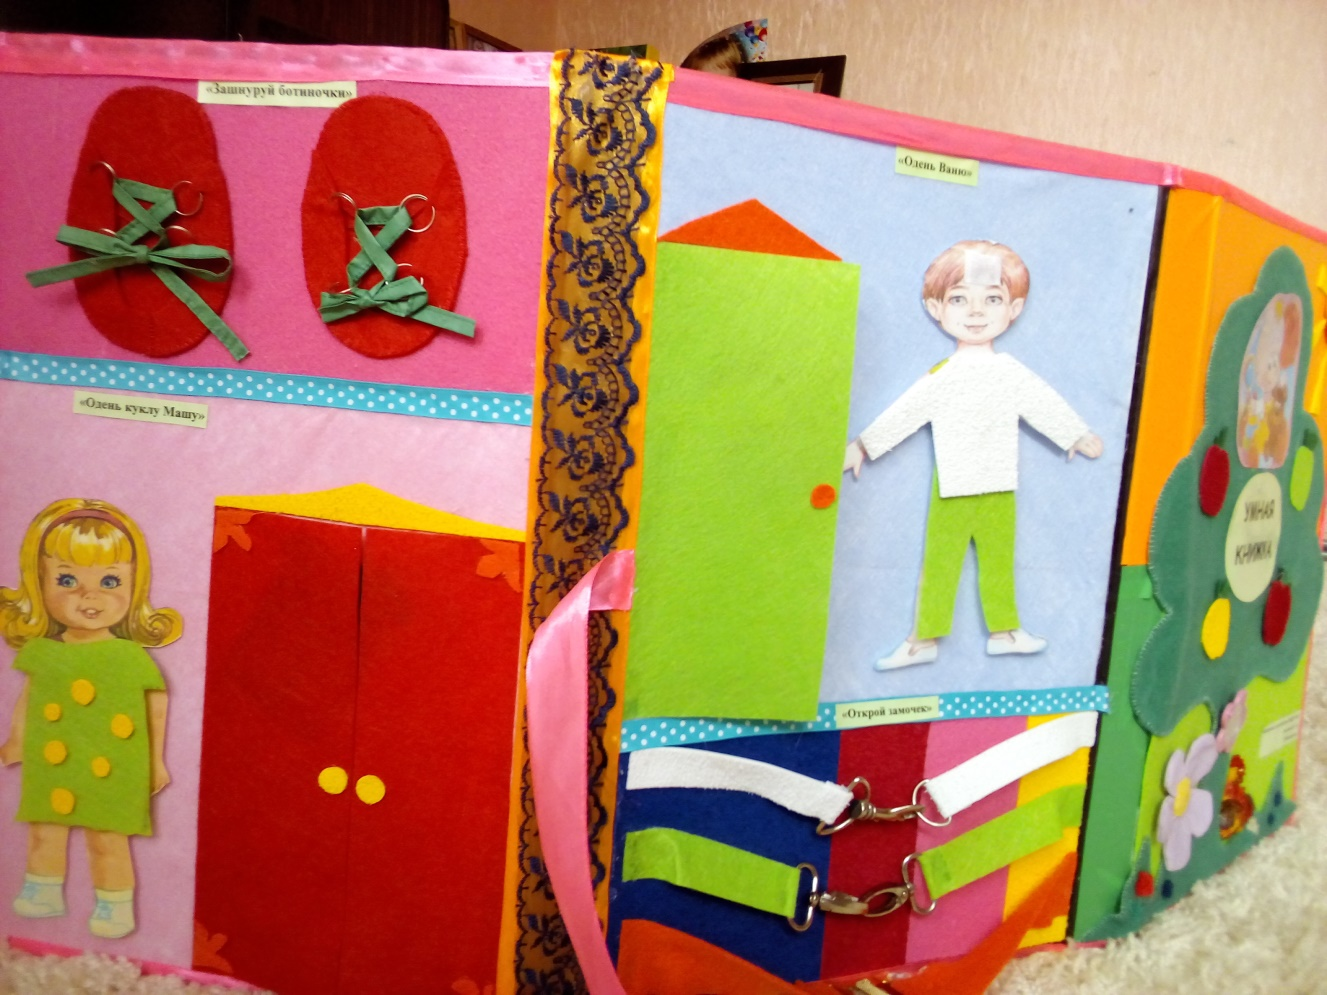 «Зашнуруй ботиночки»
«Одень куклу Машу»
«Одень Ваню»
«Открой замочек»
УМНАЯ
КНИЖКА